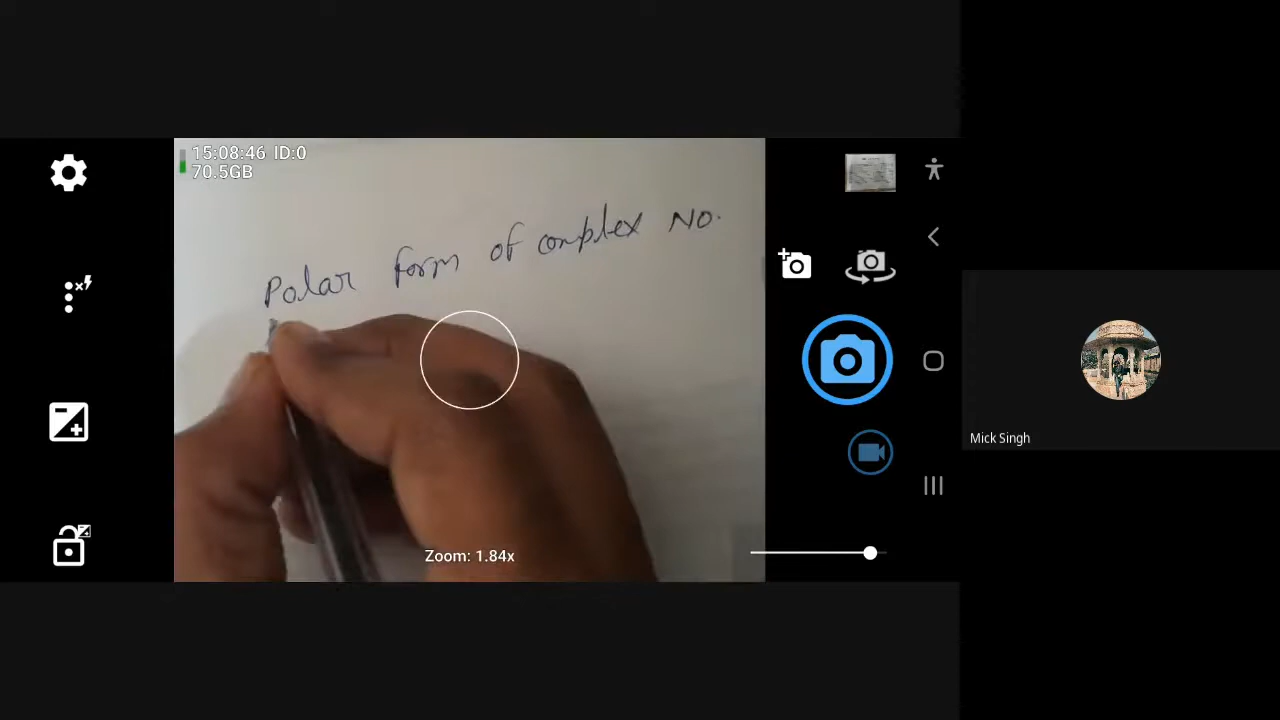 15:08:46 ID:0
70.5GB
Polar form of complex No.
Zoom: 1.84x
Mick Singh